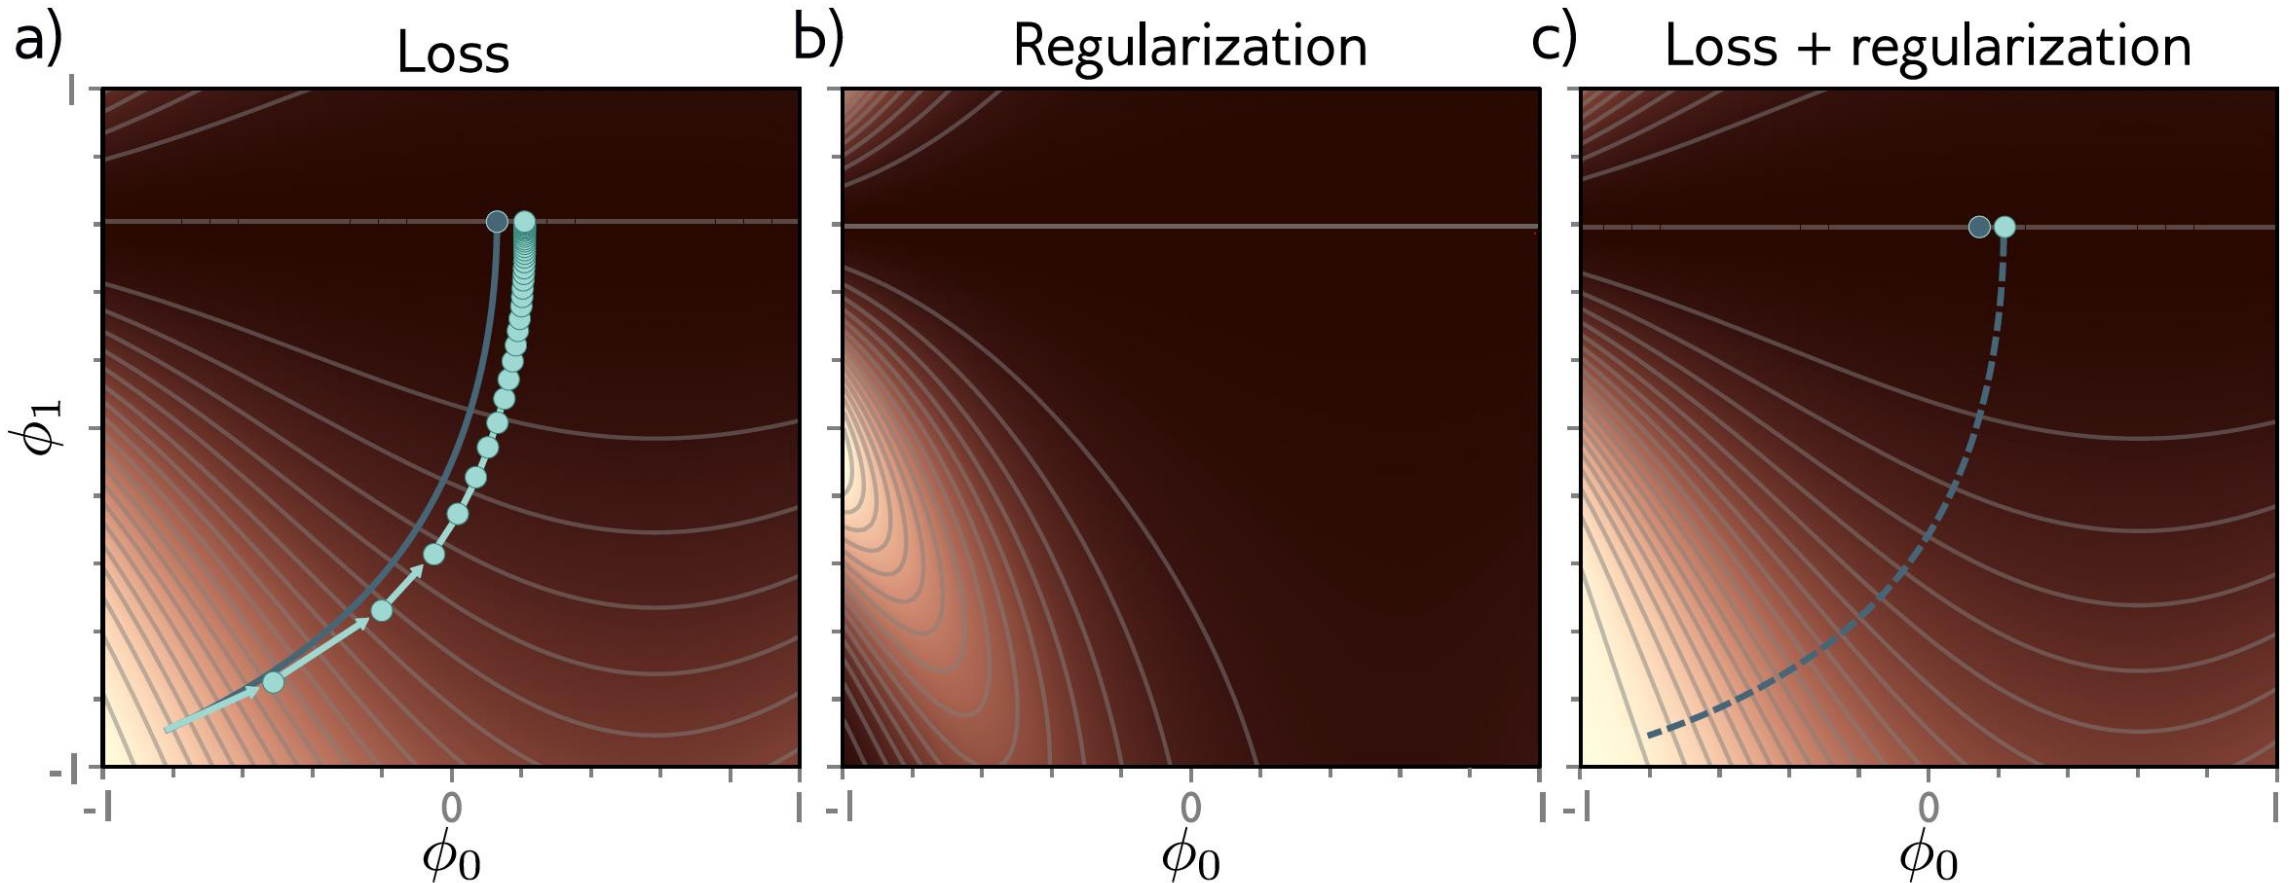 a) Loss
b) Regularization
c) Loss + regularization
1
ϕ₁
-1
-1 0 1
ϕ₀
-1 0 1
ϕ₀
-1 0 1
ϕ₀